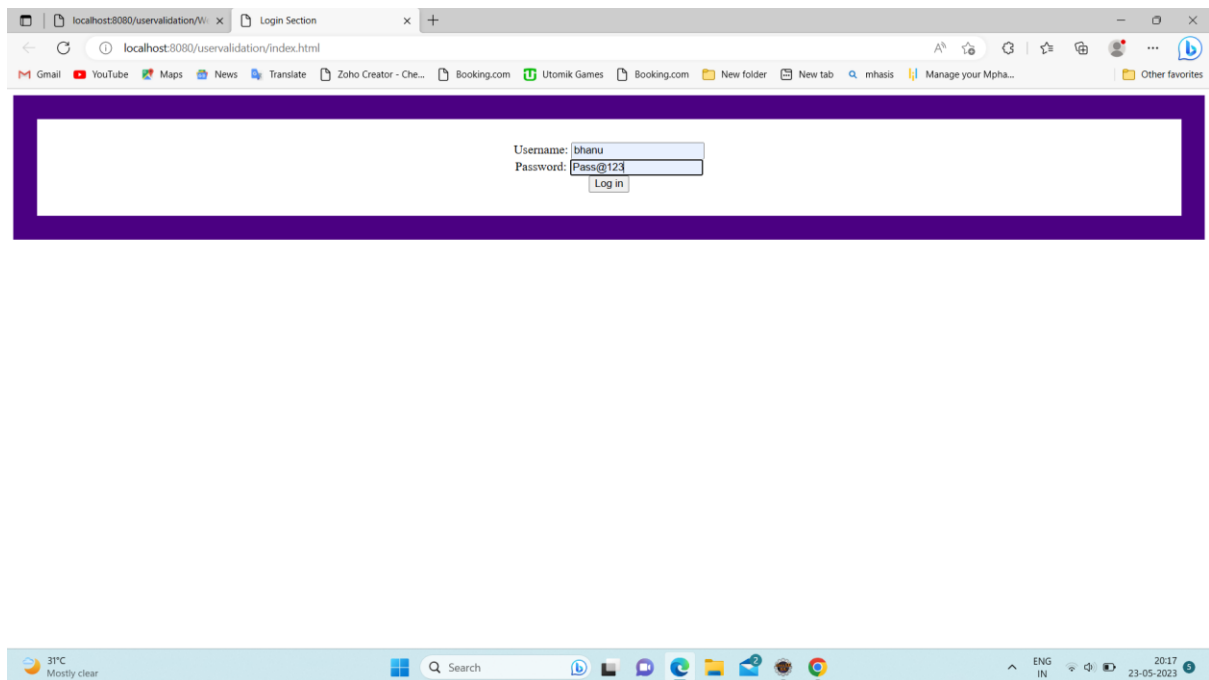 localhost:8080/uservalidation/W
Login Section
localhost:8080/uservalidation/index.html
Gmail YouTube Maps News Translate Zoho Creator - Che... Booking.com Utomik Games Booking.com New folder New tab mhasis Manage your Mpha... Other favorites
Username: bhanu
Password: Pass@123
Log in
31°C
Mostly clear
Search
2
ENG
IN
20:17
23-05-2023
5